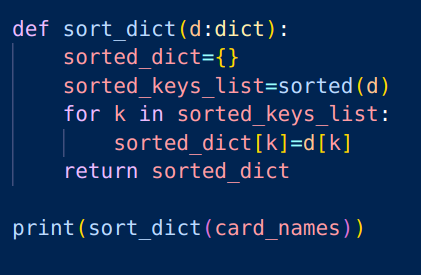 def sort_dict(d:dict):
    sorted_dict={}
    sorted_keys_list=sorted(d)
    for k in sorted_keys_list:
        sorted_dict[k]=d[k]
    return sorted_dict

print(sort_dict(card_names))